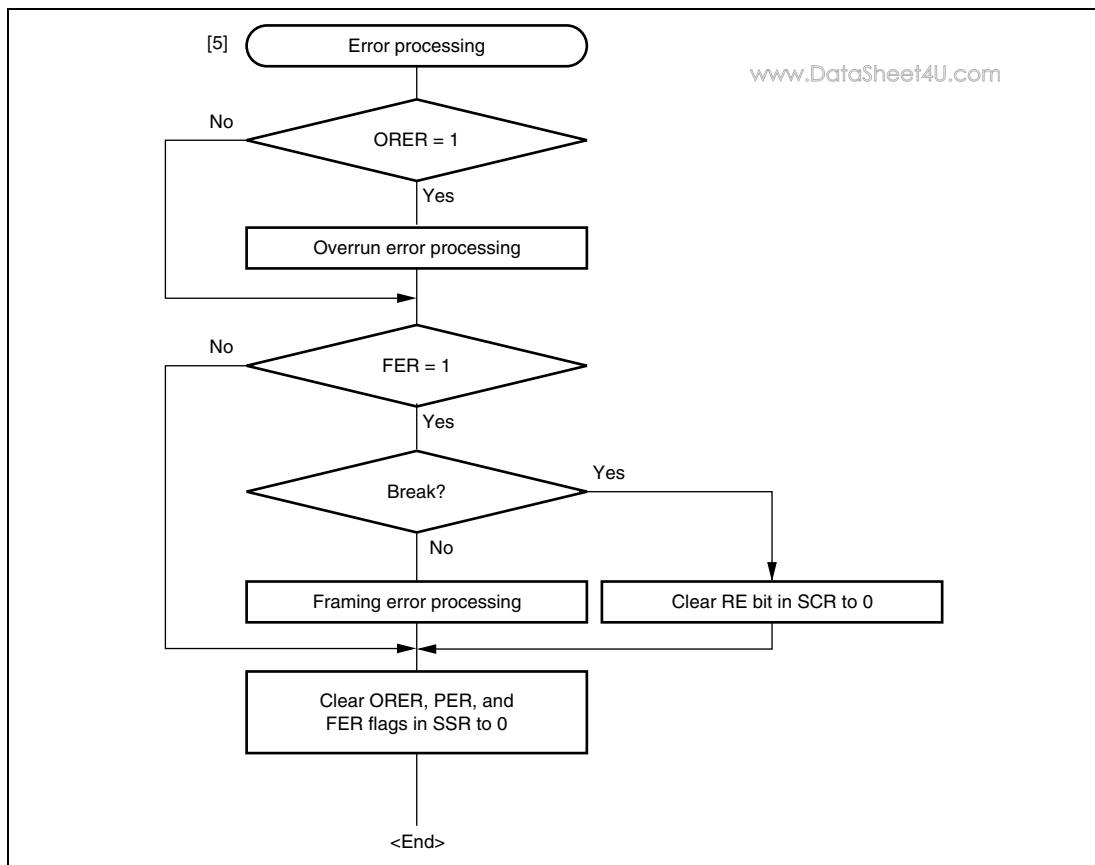 [5] Error processing
www.DataSheet4U.com
No
ORER = 1
Yes
Overrun error processing
No
FER = 1
Yes
Yes
Break?
No
Framing error processing
Clear RE bit in SCR to 0
Clear ORER, PER, and
FER flags in SSR to 0
<End>